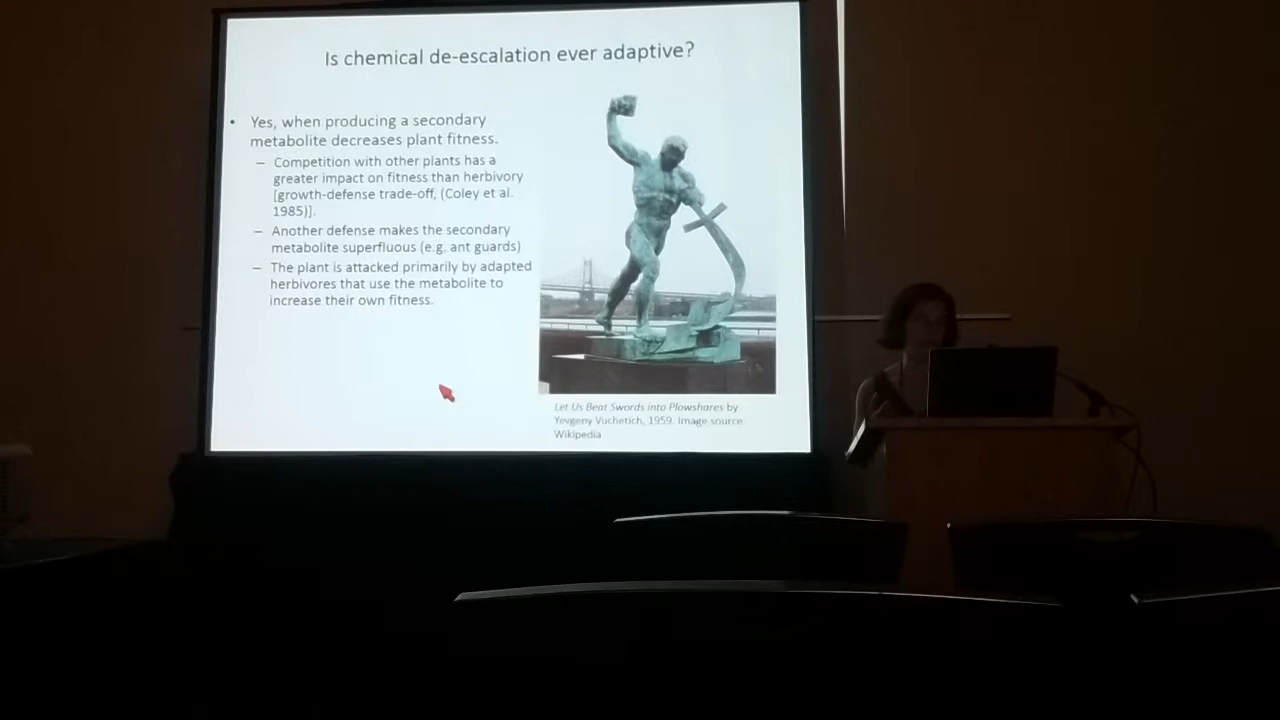 Is chemical de-escalation ever adaptive?
• Yes, when producing a secondary
metabolite decreases plant fitness.
– Competition with other plants has a
greater impact on fitness than herbivory
[growth-defense trade-off, (Coley et al.
1985)].
– Another defense makes the secondary
metabolite superfluous (e.g. ant guards)
– The plant is attacked primarily by adapted
herbivores that use the metabolite to
increase their own fitness.
Let Us Beat Swords into Plowshares by
Yevgeny Vuchetich, 1959. Image source:
Wikipedia